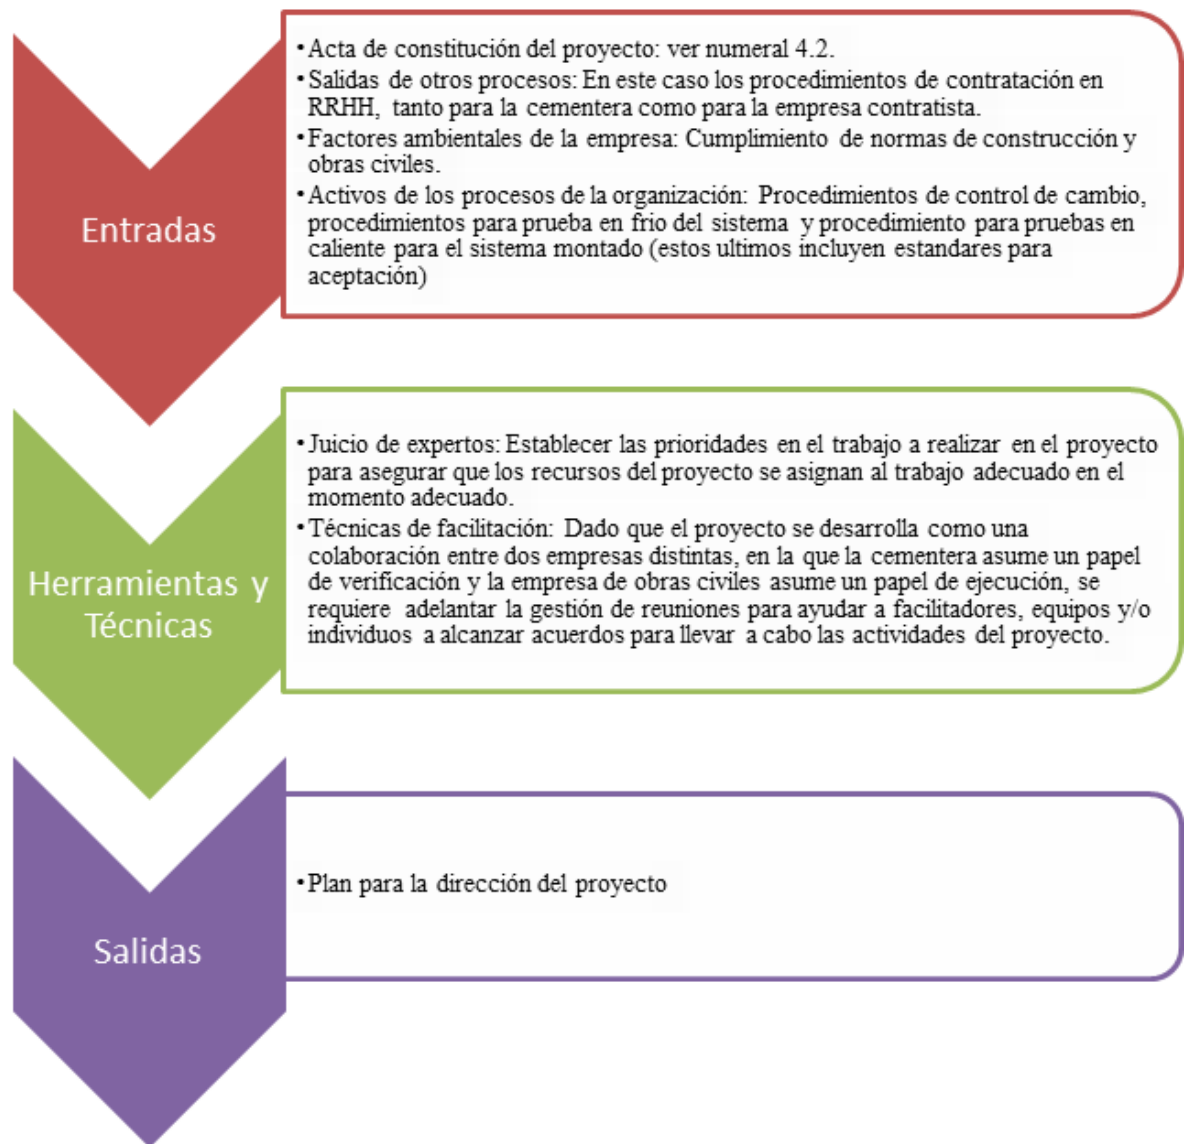 Entradas
•Acta de constitución del proyecto: ver numeral 4.2.
•Salidas de otros procesos: En este caso los procedimientos de contratación en
RRHH, tanto para la cementera como para la empresa contratista.
•Factores ambientales de la empresa: Cumplimiento de normas de construcción y
obras civiles.
•Activos de los procesos de la organización: Procedimientos de control de cambio,
procedimientos para prueba en frio del sistema y procedimiento para pruebas en
caliente para el sistema montado (estos ultimos incluyen estandares para
aceptación)
Herramientas y
Técnicas
•Juicio de expertos: Establecer las prioridades en el trabajo a realizar en el proyecto
para asegurar que los recursos del proyecto se asignan al trabajo adecuado en el
momento adecuado.
•Técnicas de facilitación: Dado que el proyecto se desarrolla como una
colaboración entre dos empresas distintas, en la que la cementera asume un papel
de verificación y la empresa de obras civiles asume un papel de ejecución, se
requiere adelantar la gestión de reuniones para ayudar a facilitadores, equipos y/o
individuos a alcanzar acuerdos para llevar a cabo las actividades del proyecto.
Salidas
•Plan para la dirección del proyecto